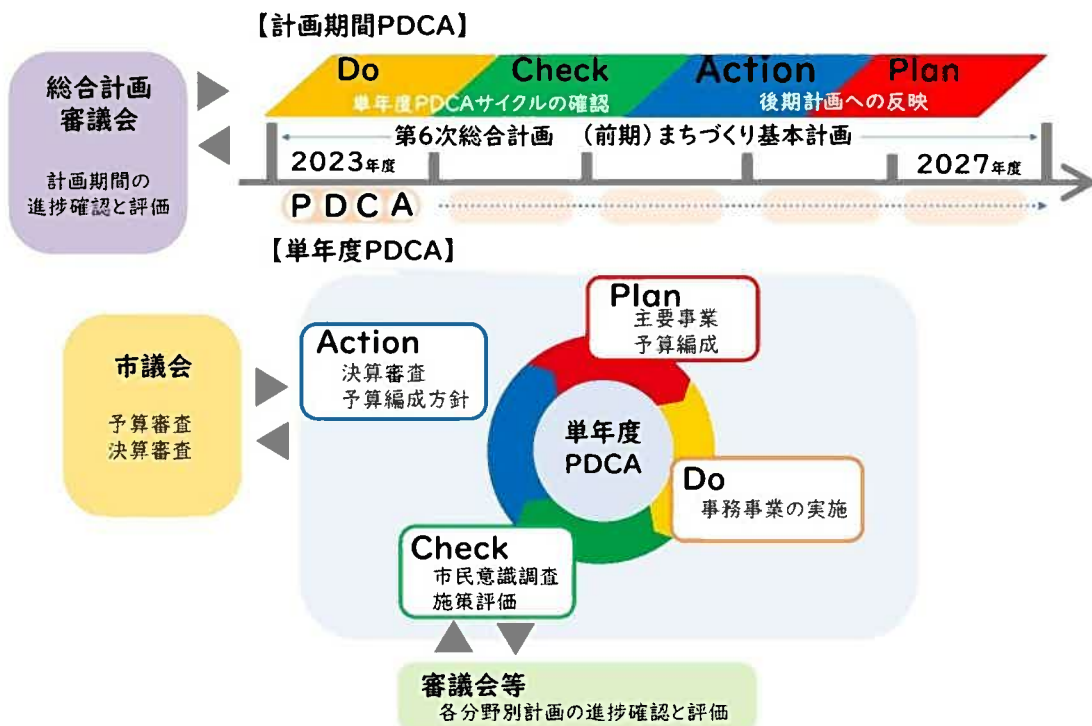 【計画期間PDCA】
総合計画
審議会
計画期間の
進捗確認と評価
Do Check Action Plan
単年度PDCAサイクルの確認 後期計画への反映
第6次総合計画 (前期)まちづくり基本計画
2023年度 2027年度
PDCA
【単年度PDCA】
市議会
予算審査
決算審査
Plan
主要事業
予算編成
Action
決算審査
予算編成方針
単年度
PDCA
Do
事務事業の実施
Check
市民意識調査
施策評価
審議会等
各分野別計画の進捗確認と評価